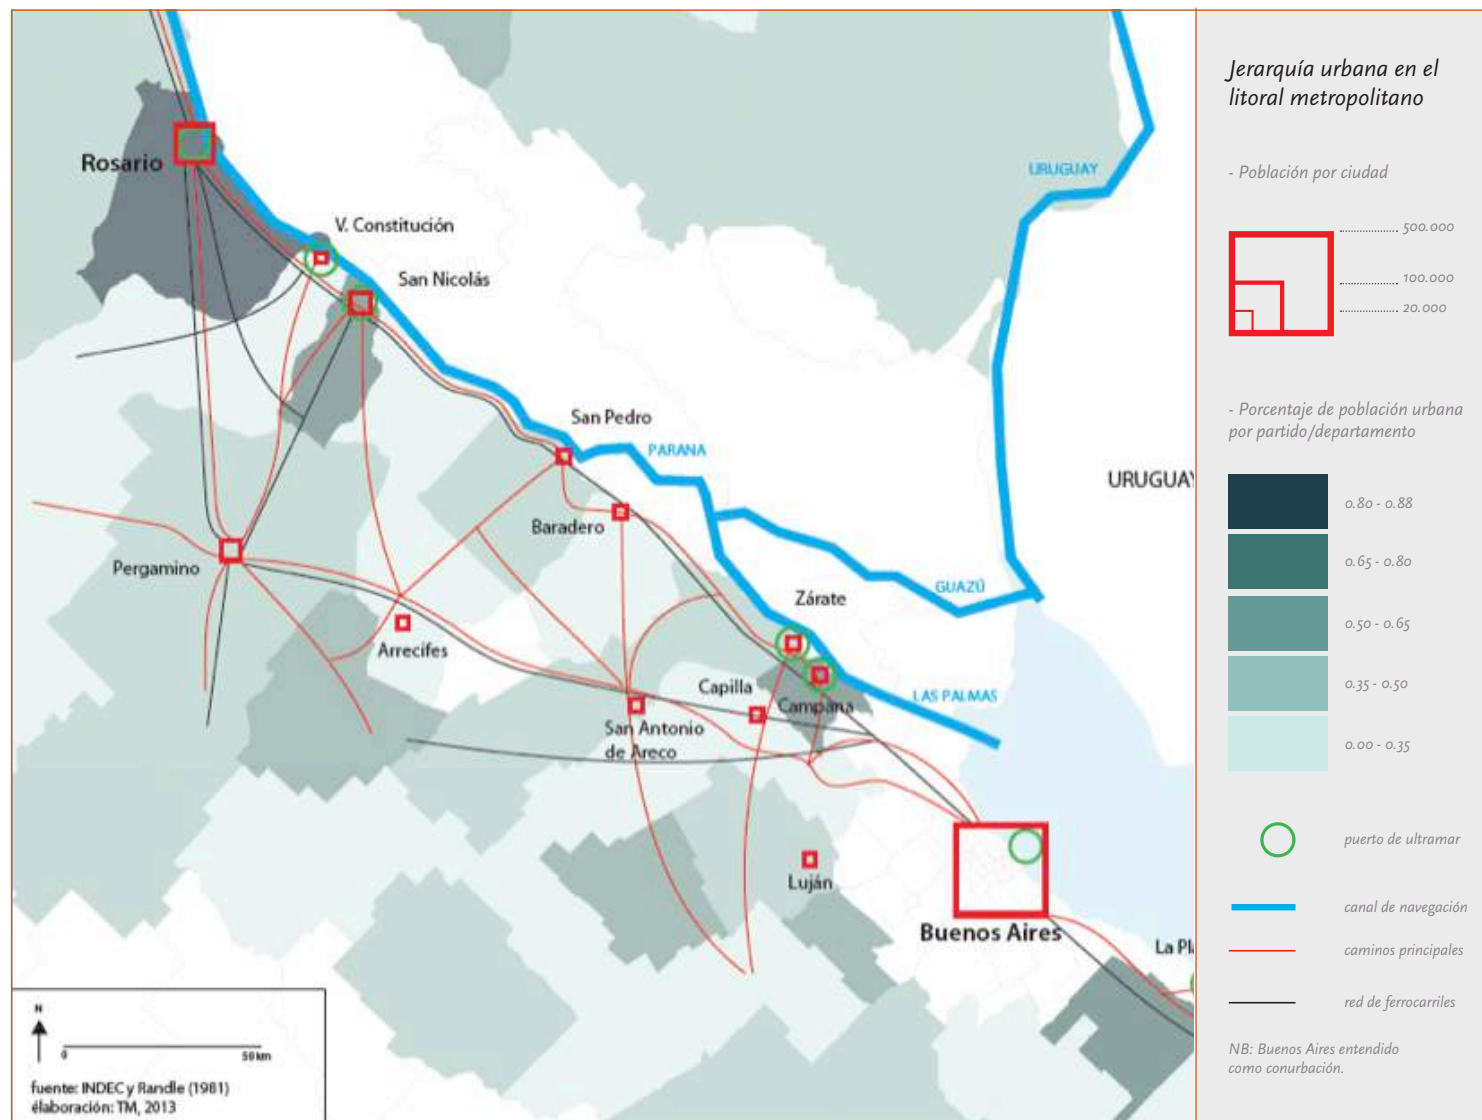 Jerarquía urbana en el
litoral metropolitano
- Población por ciudad
500.000
100.000
20.000
- Porcentaje de población urbana
por partido/departamento
0.80 - 0.88
0.65 - 0.80
0.50 - 0.65
0.35 - 0.50
0.00 - 0.35
puerto de ultramar
canal de navegación
caminos principales
red de ferrocarriles
NB: Buenos Aires entendido
como conurbación.
Rosario
V. Constitución
San Nicolás
URUGUAY
San Pedro
PARANA
URUGUAY
Baradero
Pergamino
Zárate
GUAZÚ
Arrecifes
Capilla
Campana
LAS PALMAS
San Antonio
de Areco
Luján
Buenos Aires
La Pl
N
0
50 km
fuente: INDEC y Randle (1981)
élaboración: TM, 2013